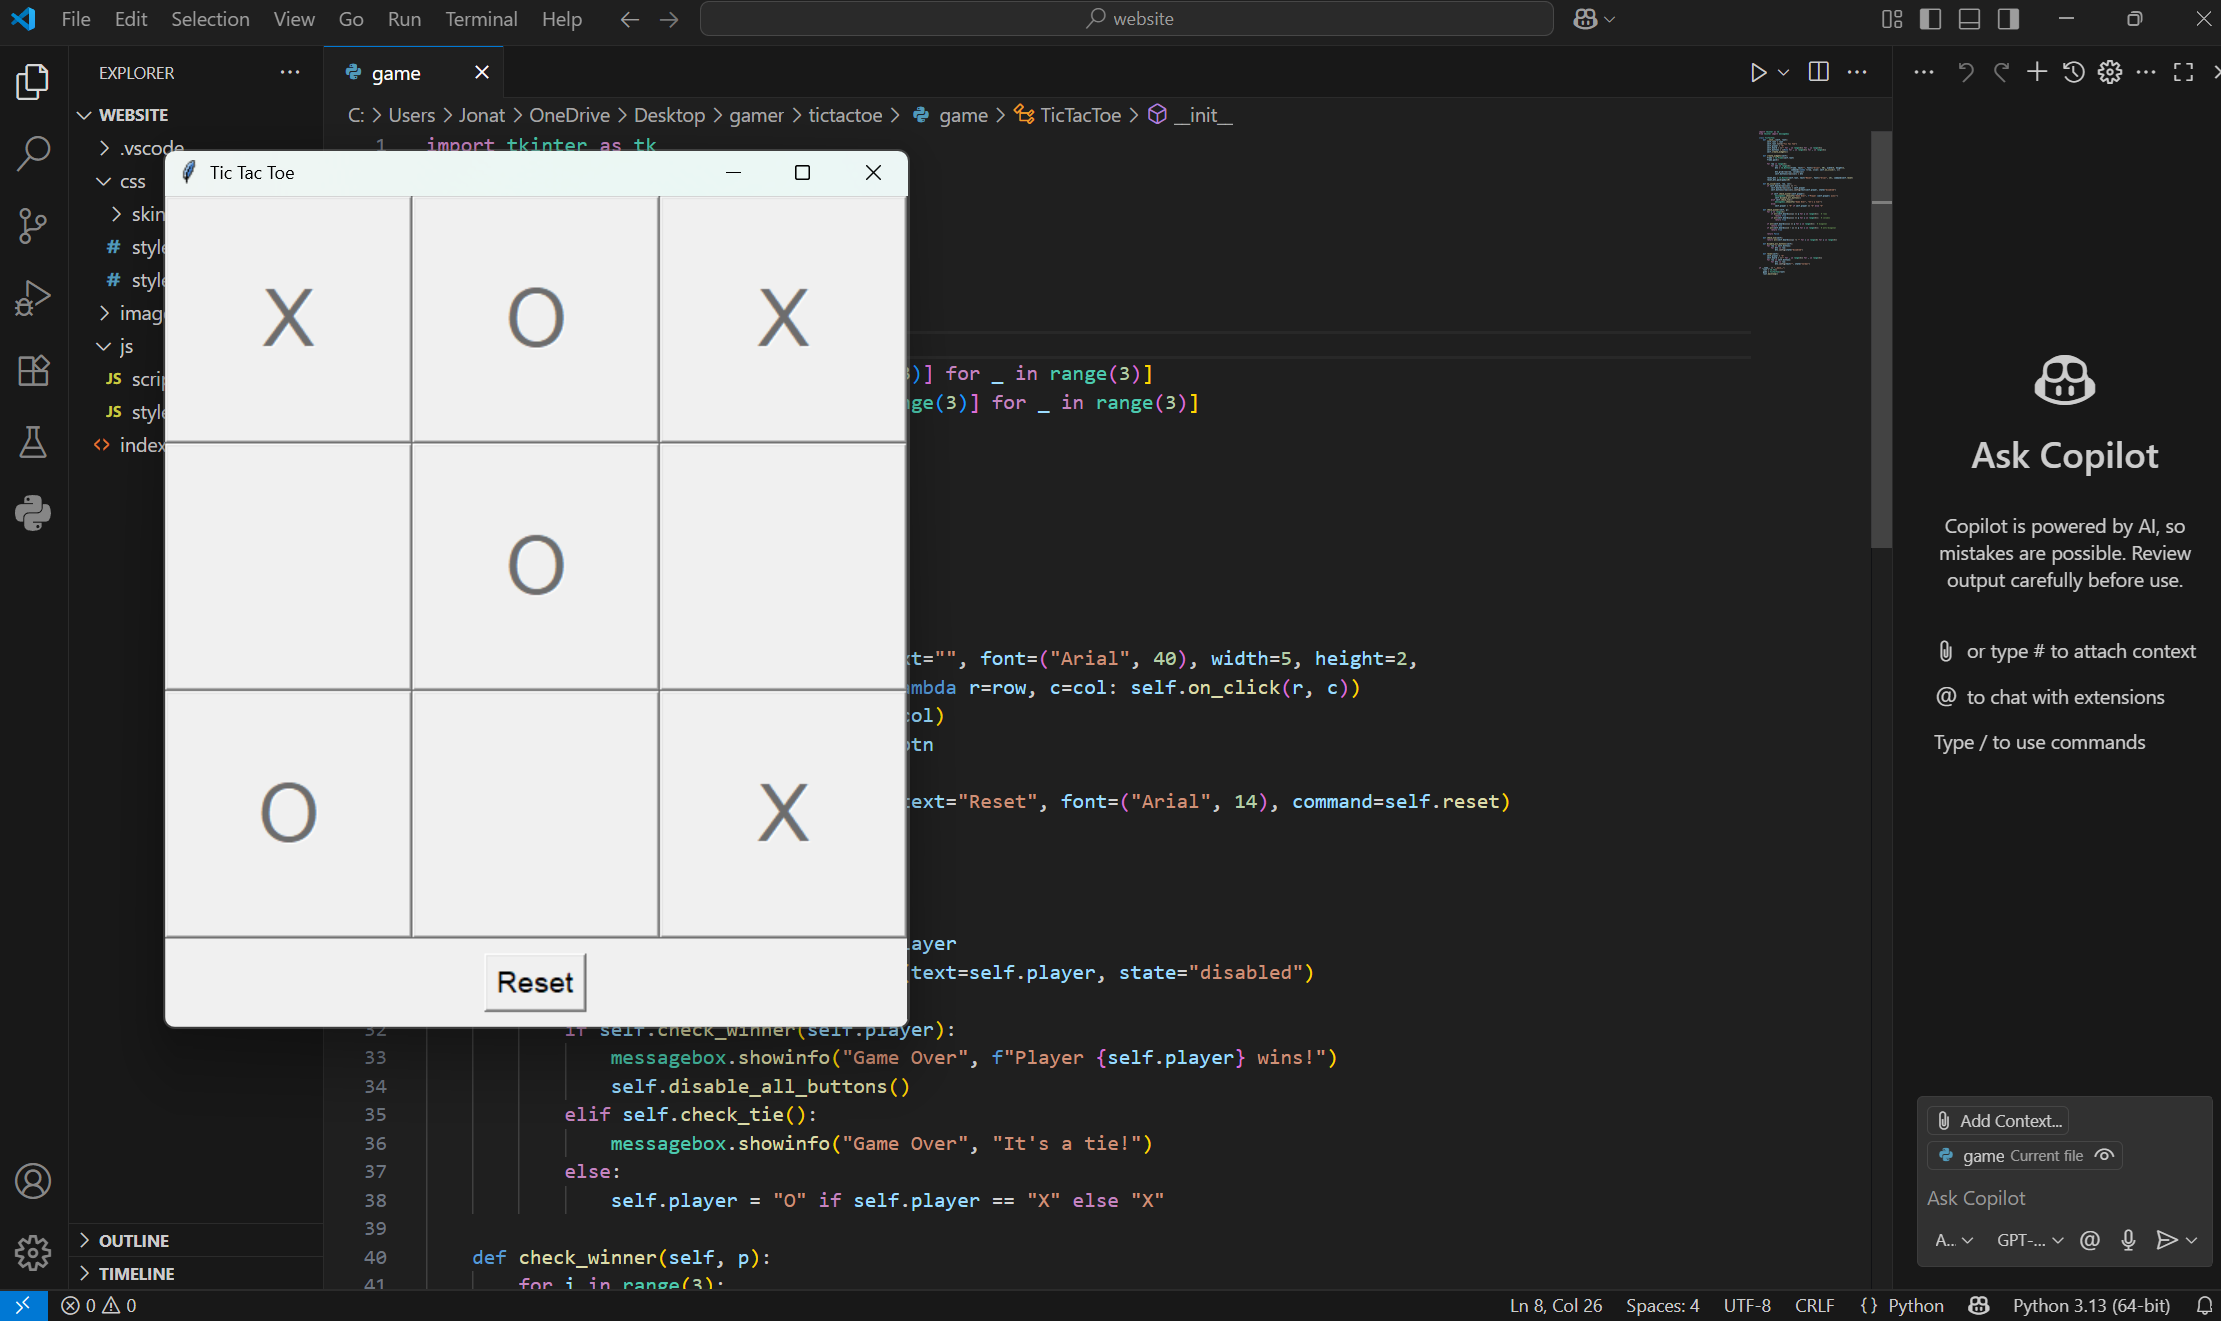 File Edit Selection View Go Run Terminal Help website
EXPLORER
WEBSITE
.vscode
css
skin
style
style
image
js
script
style
index
OUTLINE
TIMELINE
game
C: > Users > Jonat > OneDrive > Desktop > gamer > tictactoe > game > TicTacToe > __init__
1 import tkinter as tk
)] for _ in range(3)]
nge(3)] for _ in range(3)]
xt="", font=("Arial", 40), width=5, height=2,
mbda r=row, c=col: self.on_click(r, c))
col)
btn
text="Reset", font=("Arial", 14), command=self.reset)
layer
(text=self.player, state="disabled")
32 if self.check_winner(self.player):
33 messagebox.showinfo("Game Over", f"Player {self.player} wins!")
34 self.disable_all_buttons()
35 elif self.check_tie():
36 messagebox.showinfo("Game Over", "It's a tie!")
37 else:
38 self.player = "O" if self.player == "X" else "X"
39
40 def check_winner(self, p):
41 for i in range(3):
Tic Tac Toe
X O X
O
O X
Reset
Ask Copilot
Copilot is powered by AI, so
mistakes are possible. Review
output carefully before use.
or type # to attach context
@ to chat with extensions
Type / to use commands
Add Context...
game Current file
Ask Copilot
A... GPT-... @
0 0
Ln 8, Col 26 Spaces: 4 UTF-8 CRLF {} Python Python 3.13 (64-bit)